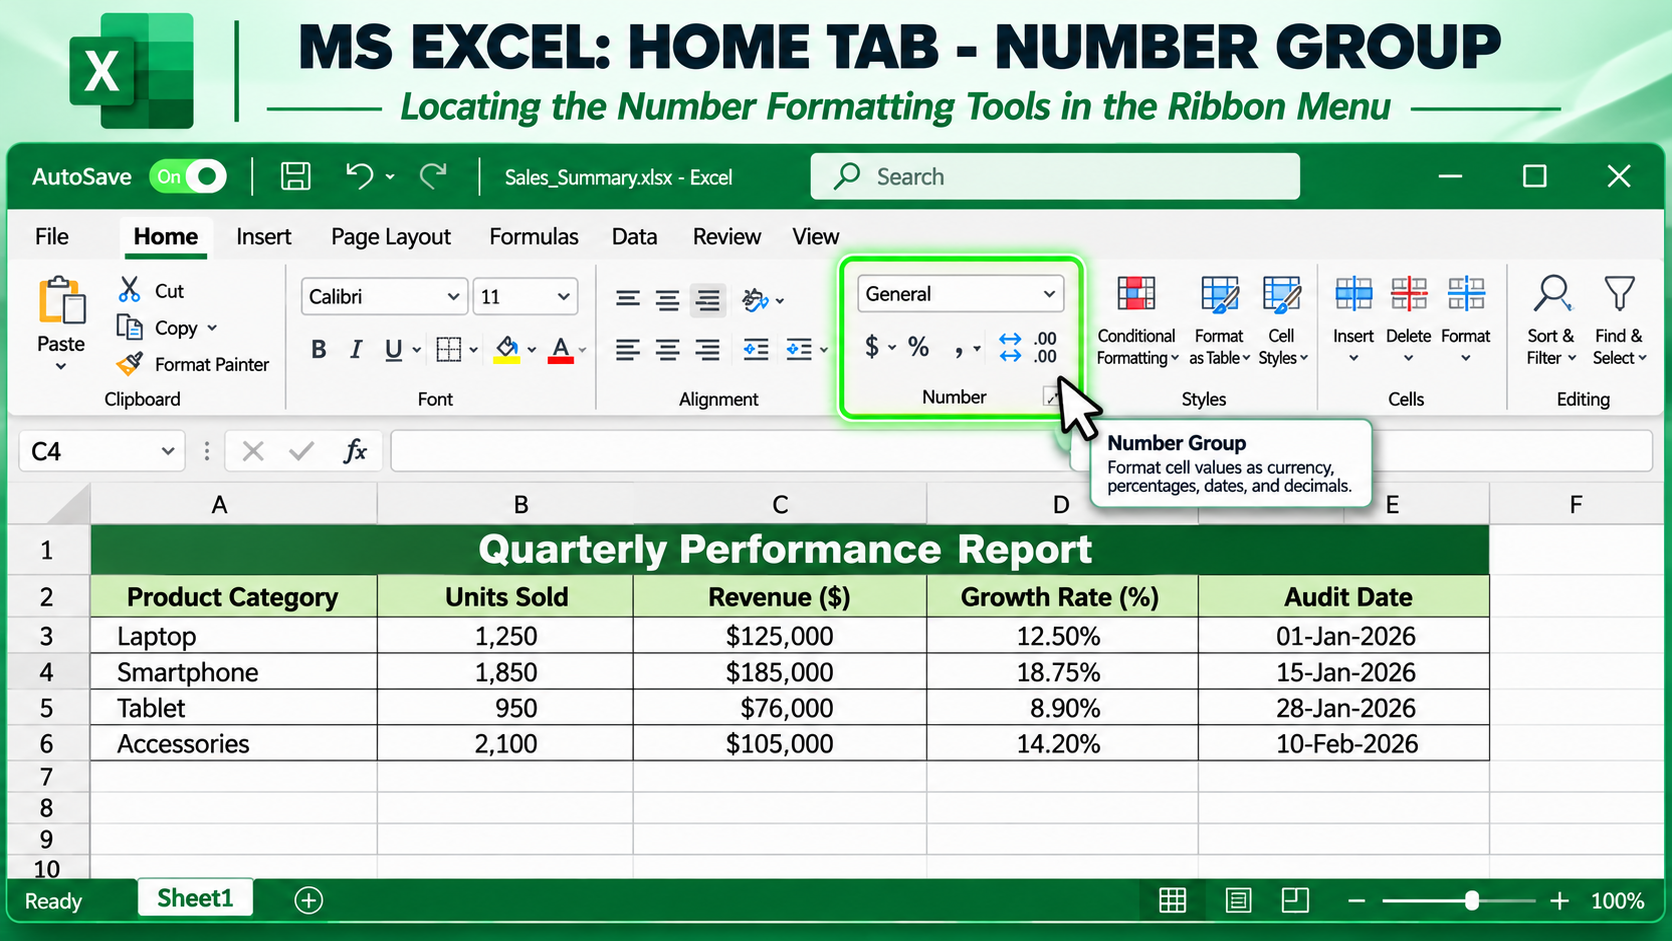 X
MS EXCEL: HOME TAB - NUMBER GROUP
Locating the Number Formatting Tools in the Ribbon Menu
AutoSave On Sales_Summary.xlsx - Excel Search
File Home Insert Page Layout Formulas Data Review View
Paste
Cut
Copy
Format Painter
Clipboard
Calibri 11
B I U A
Font
Alignment
General
$ % , .00
.00
Number
Conditional
Formatting
Format
as Table
Cell
Styles
Styles
Insert Delete Format
Cells
Sort &
Filter
Find &
Select
Editing
C4 fx
Number Group
Format cell values as currency,
percentages, dates, and decimals.
A B C D E F
1 Quarterly Performance Report
2 Product Category Units Sold Revenue ($) Growth Rate (%) Audit Date
3 Laptop 1,250 $125,000 12.50% 01-Jan-2026
4 Smartphone 1,850 $185,000 18.75% 15-Jan-2026
5 Tablet 950 $76,000 8.90% 28-Jan-2026
6 Accessories 2,100 $105,000 14.20% 10-Feb-2026
7
8
9
10
Ready Sheet1 100%